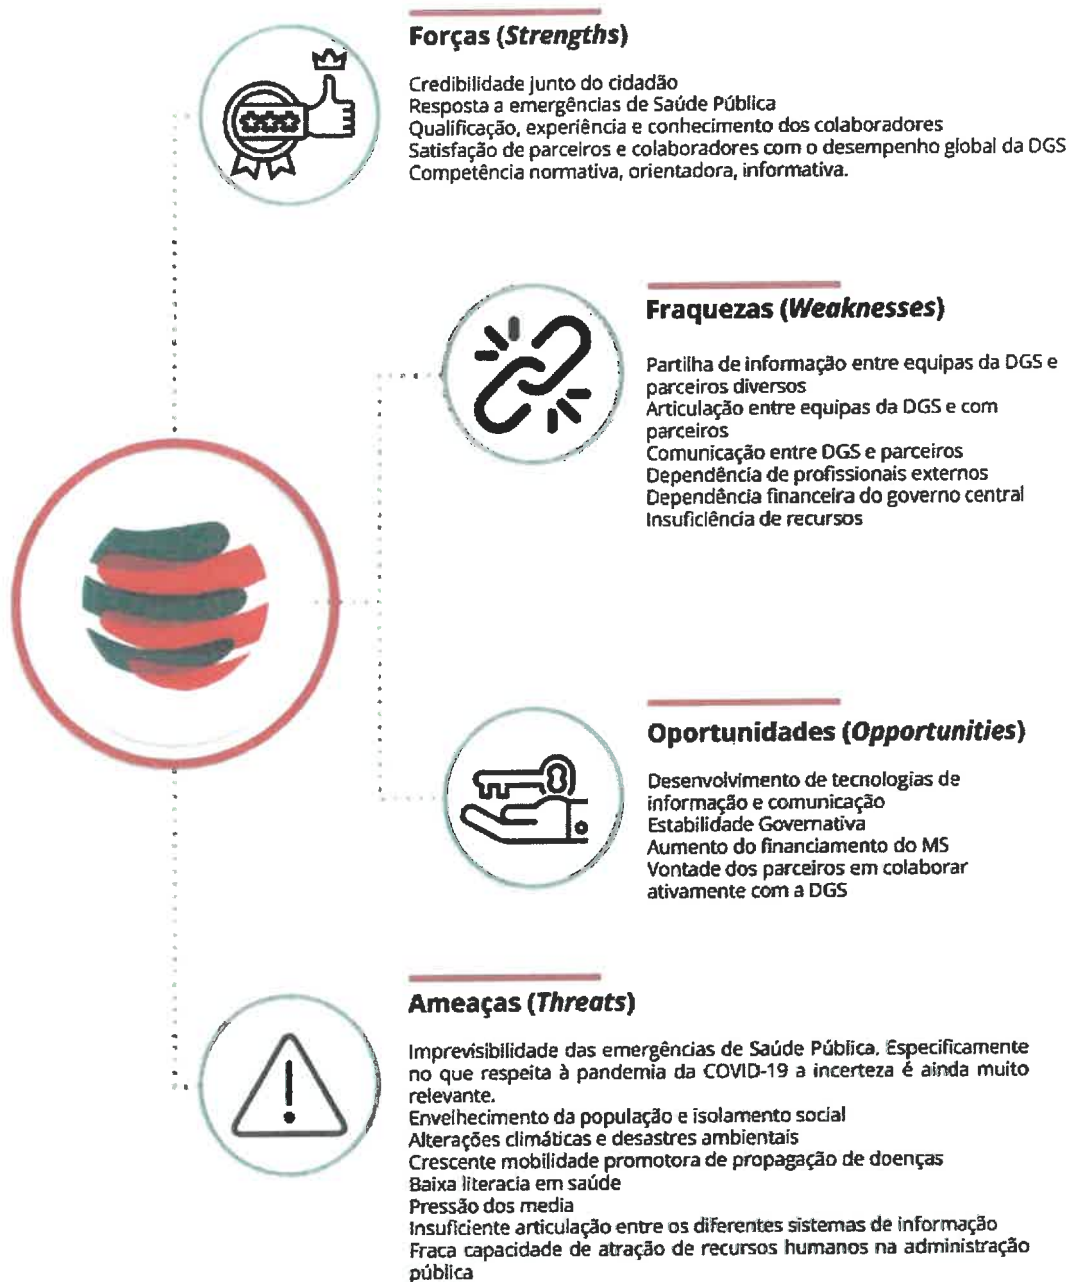 Forças (Strengths)
Credibilidade junto do cidadão
Resposta a emergências de Saúde Pública
Qualificação, experiência e conhecimento dos colaboradores
Satisfação de parceiros e colaboradores com o desempenho global da DGS
Competência normativa, orientadora, informativa.
Fraquezas (Weaknesses)
Partilha de informação entre equipas da DGS e
parceiros diversos
Articulação entre equipas da DGS e com
parceiros
Comunicação entre DGS e parceiros
Dependência de profissionais externos
Dependência financeira do governo central
Insuficiência de recursos
Oportunidades (Opportunities)
Desenvolvimento de tecnologias de
informação e comunicação
Estabilidade Governativa
Aumento do financiamento do MS
Vontade dos parceiros em colaborar
ativamente com a DGS
Ameaças (Threats)
Imprevisibilidade das emergências de Saúde Pública. Especificamente
no que respeita à pandemia da COVID-19 a incerteza é ainda muito
relevante.
Envelhecimento da população e isolamento social
Alterações climáticas e desastres ambientais
Crescente mobilidade promotora de propagação de doenças
Baixa literacia em saúde
Pressão dos media
Insuficiente articulação entre os diferentes sistemas de informação
Fraca capacidade de atração de recursos humanos na administração
pública